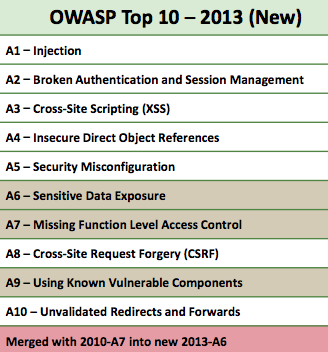 OWASP Top 10 – 2013 (New)
A1 – Injection
A2 – Broken Authentication and Session Management
A3 – Cross-Site Scripting (XSS)
A4 – Insecure Direct Object References
A5 – Security Misconfiguration
A6 – Sensitive Data Exposure
A7 – Missing Function Level Access Control
A8 – Cross-Site Request Forgery (CSRF)
A9 – Using Known Vulnerable Components
A10 – Unvalidated Redirects and Forwards
Merged with 2010-A7 into new 2013-A6